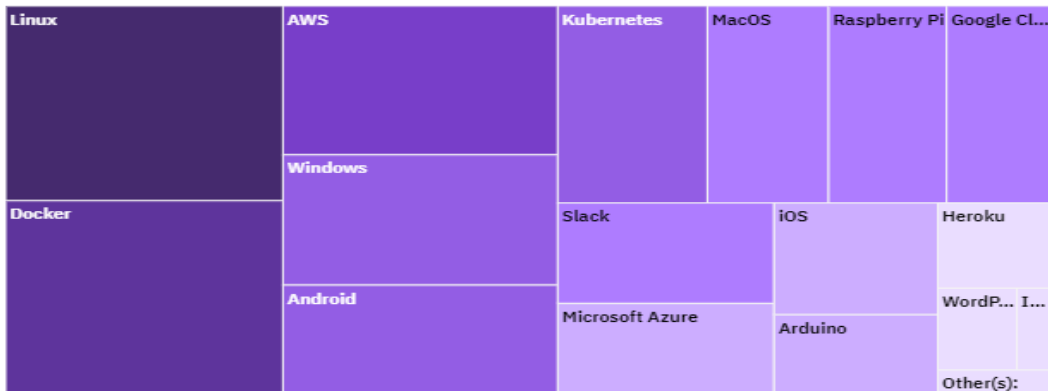 Linux
AWS
Kubernetes
MacOS
Raspberry Pi
Google Cl...
Windows
Docker
Slack
iOS
Heroku
Android
WordP...
I...
Microsoft Azure
Arduino
Other(s):